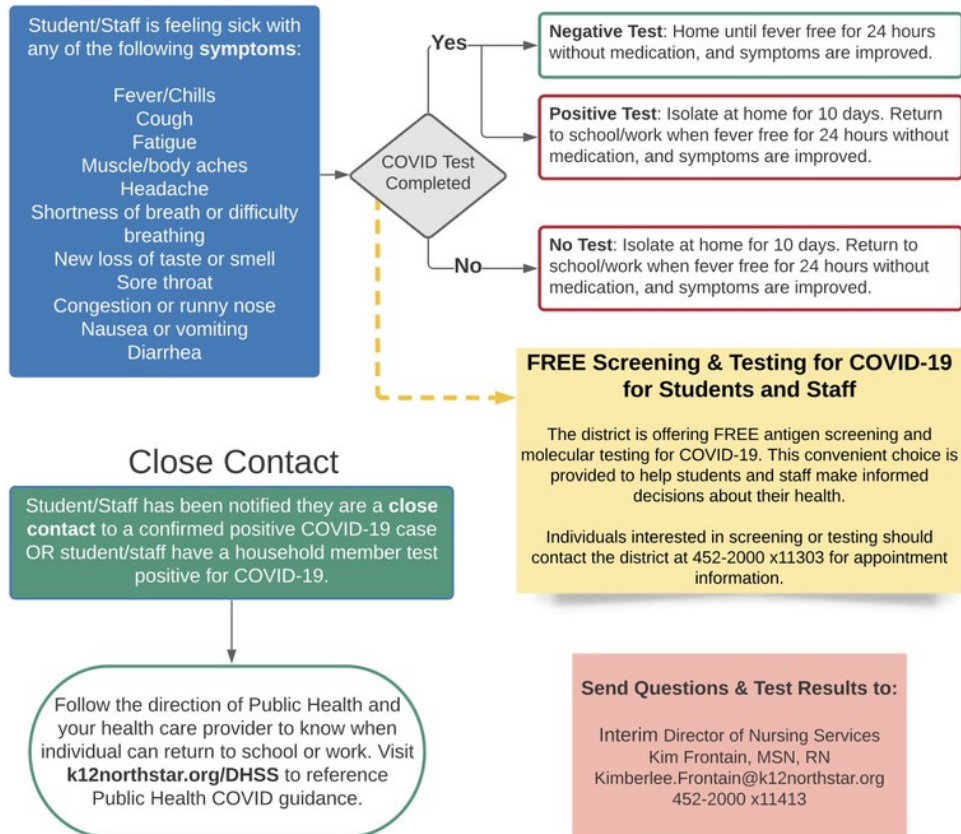 Student/Staff is feeling sick with
any of the following symptoms:
Fever/Chills
Cough
Fatigue
Muscle/body aches
Headache
Shortness of breath or difficulty
breathing
New loss of taste or smell
Sore throat
Congestion or runny nose
Nausea or vomiting
Diarrhea
COVID Test
Completed
Yes
Negative Test: Home until fever free for 24 hours
without medication, and symptoms are improved.
Positive Test: Isolate at home for 10 days. Return
to school/work when fever free for 24 hours without
medication, and symptoms are improved.
No
No Test: Isolate at home for 10 days. Return to
school/work when fever free for 24 hours without
medication, and symptoms are improved.
FREE Screening & Testing for COVID-19
for Students and Staff
The district is offering FREE antigen screening and
molecular testing for COVID-19. This convenient choice is
provided to help students and staff make informed
decisions about their health.
Individuals interested in screening or testing should
contact the district at 452-2000 x11303 for appointment
information.
Close Contact
Student/Staff has been notified they are a close
contact to a confirmed positive COVID-19 case
OR student/staff have a household member test
positive for COVID-19.
Follow the direction of Public Health and
your health care provider to know when
individual can return to school or work. Visit
k12northstar.org/DHSS to reference
Public Health COVID guidance.
Send Questions & Test Results to:
Interim Director of Nursing Services
Kim Frontain, MSN, RN
Kimberlee.Frontain@k12northstar.org
452-2000 x11413